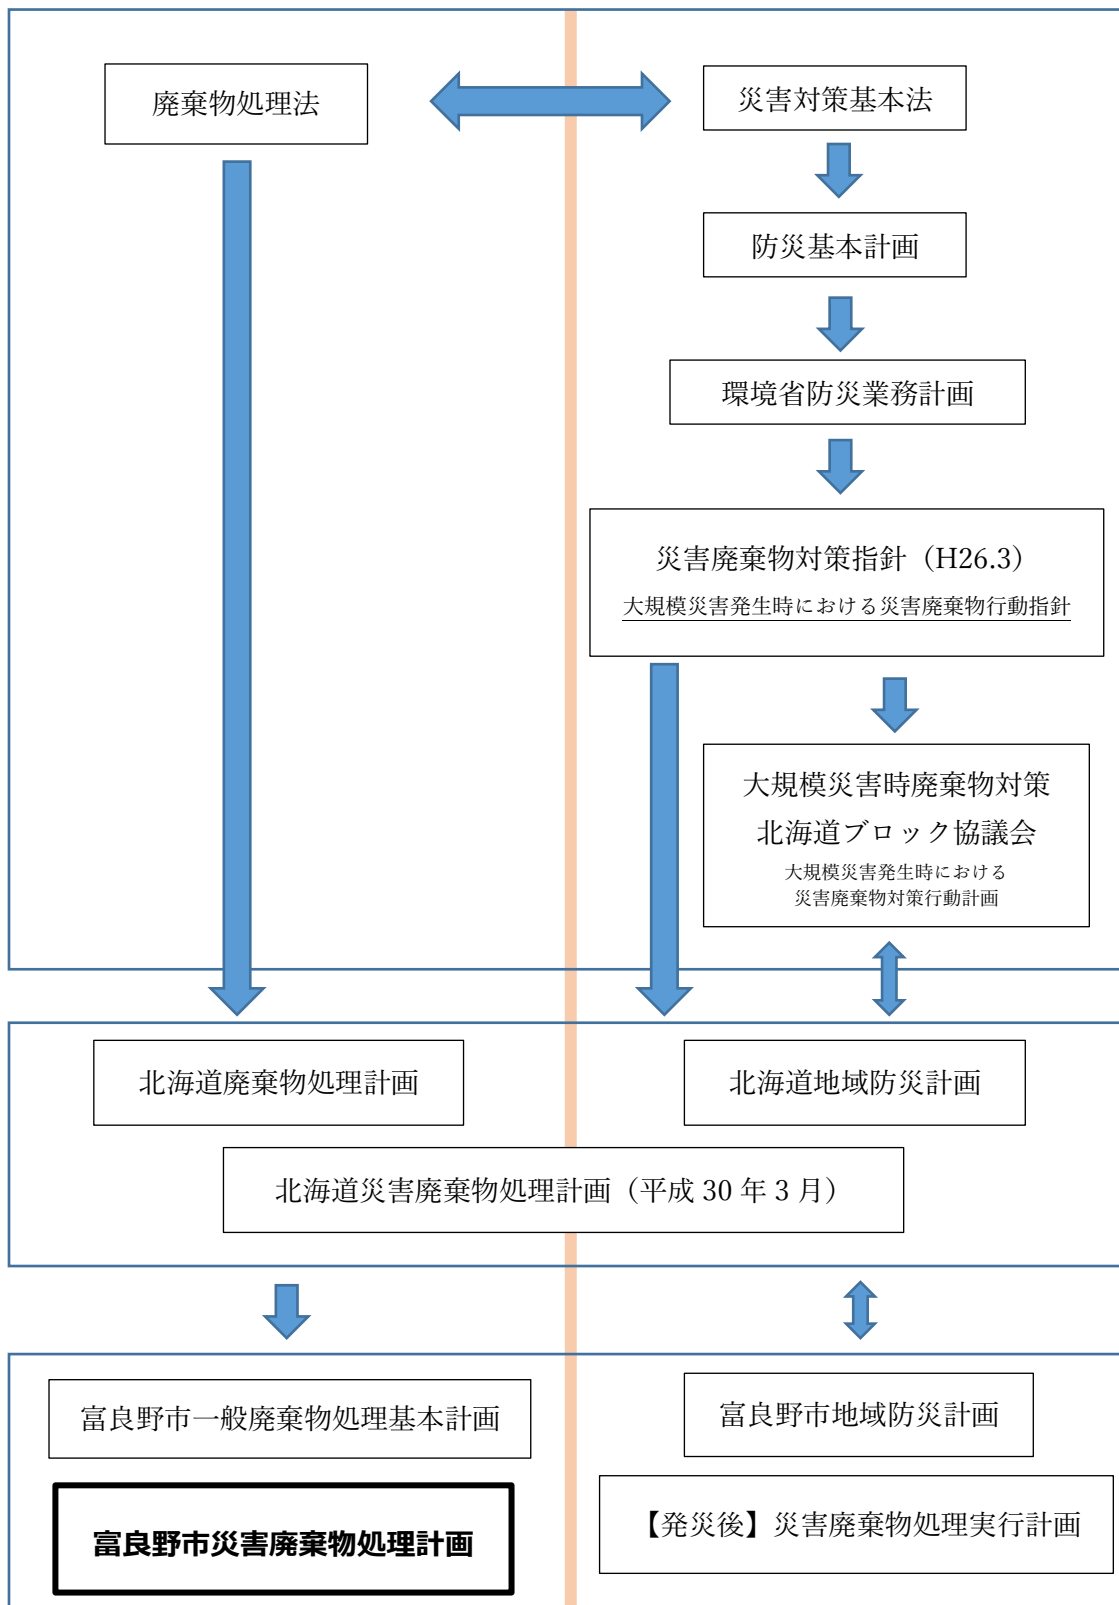 廃棄物処理法
災害対策基本法
防災基本計画
環境省防災業務計画
災害廃棄物対策指針（H26.3）
大規模災害発生時における災害廃棄物行動指針
大規模災害時廃棄物対策
北海道ブロック協議会
大規模災害発生時における
災害廃棄物対策行動計画
北海道廃棄物処理計画
北海道地域防災計画
北海道災害廃棄物処理計画（平成 30 年 3 月）
富良野市一般廃棄物処理基本計画
富良野市地域防災計画
富良野市災害廃棄物処理計画
【発災後】災害廃棄物処理実行計画